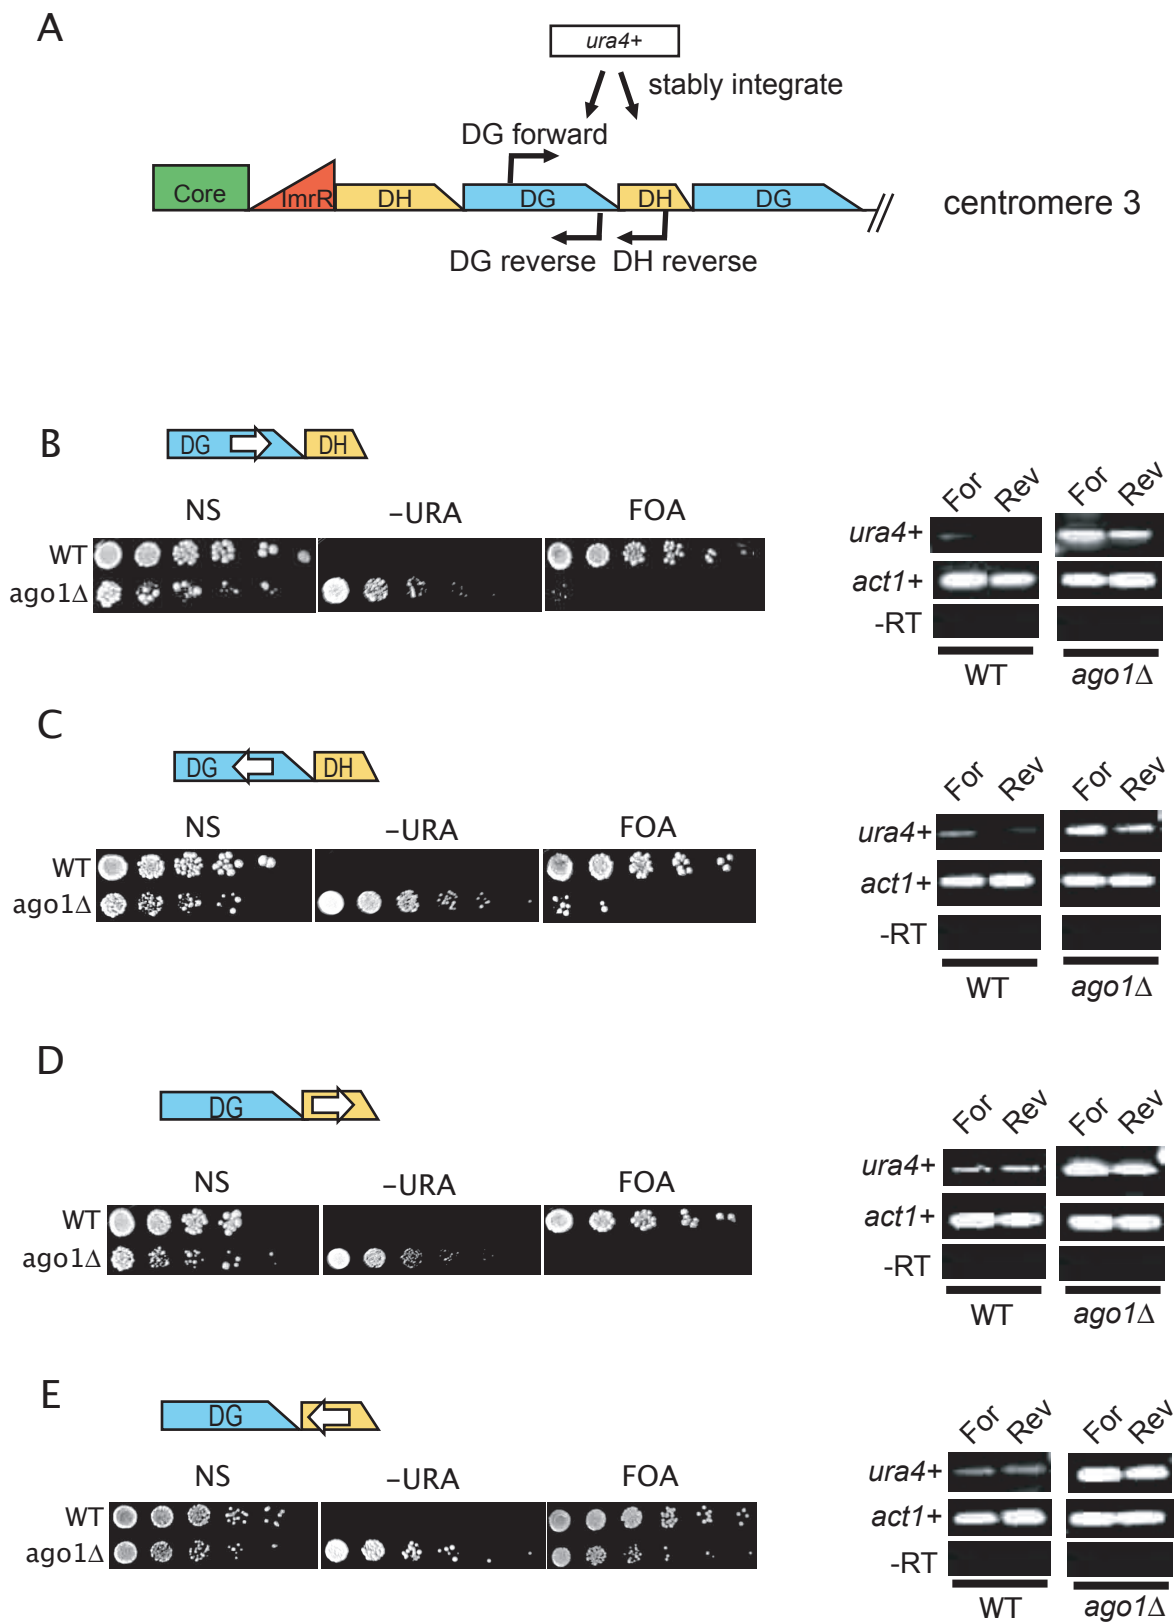 A
ura4+
stably integrate
DG forward
Core
ImrR
DH
DG
DH
DG
centromere 3
DG reverse
DH reverse
B
DG
DH
NS
–URA
FOA
For
Rev
For
Rev
WT
ago1Δ
ura4+
act1+
-RT
WT
ago1Δ
C
DG
DH
NS
–URA
FOA
For
Rev
For
Rev
WT
ago1Δ
ura4+
act1+
-RT
WT
ago1Δ
D
DG
NS
–URA
FOA
For
Rev
For
Rev
WT
ago1Δ
ura4+
act1+
-RT
WT
ago1Δ
E
DG
NS
–URA
FOA
For
Rev
For
Rev
WT
ago1Δ
ura4+
act1+
-RT
WT
ago1Δ